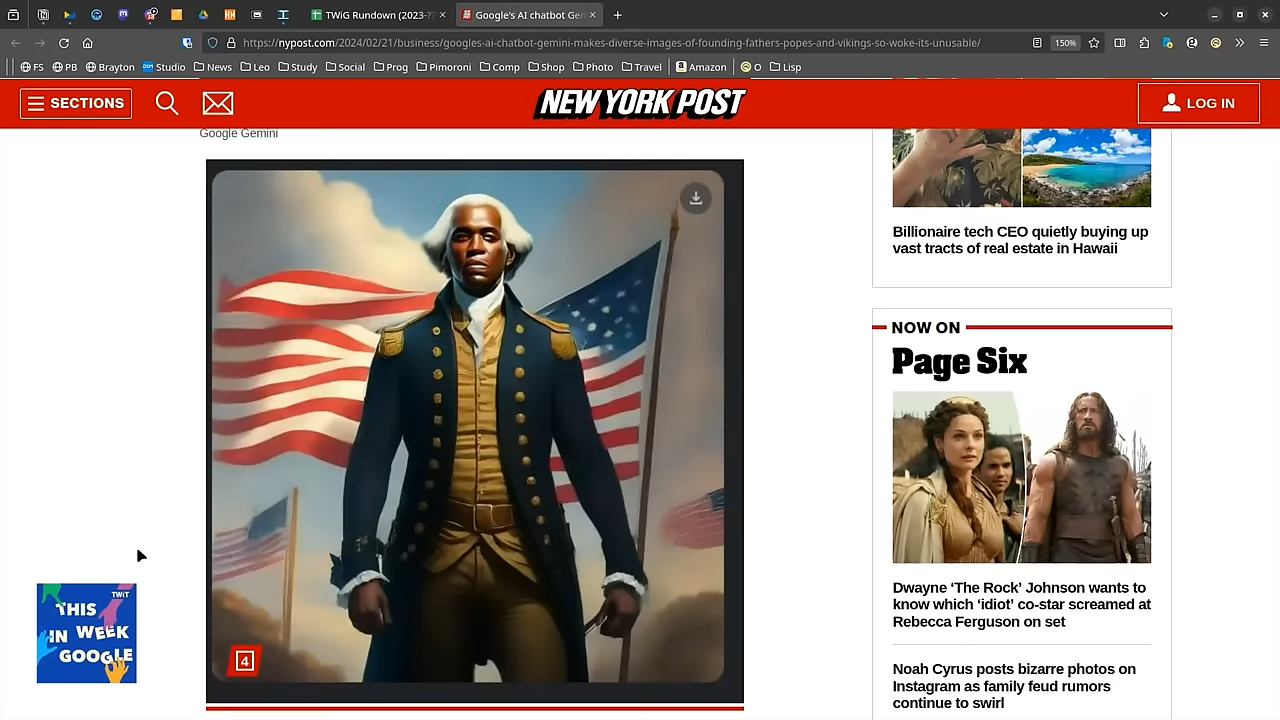 TWiG Rundown (2023-??
Google's AI chatbot Gem
https://nypost.com/2024/02/21/business/googles-ai-chatbot-gemini-makes-diverse-images-of-founding-fathers-popes-and-vikings-so-woke-its-unusable/
150%
FS PB Brayton Studio News Leo Study Social Prog Pimoroni Comp Shop Photo Travel Amazon O Lisp
SECTIONS
NEW YORK POST
LOG IN
Google Gemini
4
Billionaire tech CEO quietly buying up
vast tracts of real estate in Hawaii
NOW ON
Page Six
Dwayne ‘The Rock’ Johnson wants to
know which ‘idiot’ co-star screamed at
Rebecca Ferguson on set
Noah Cyrus posts bizarre photos on
Instagram as family feud rumors
continue to swirl
TWiT
THIS
IN WEEK
GOOGLE